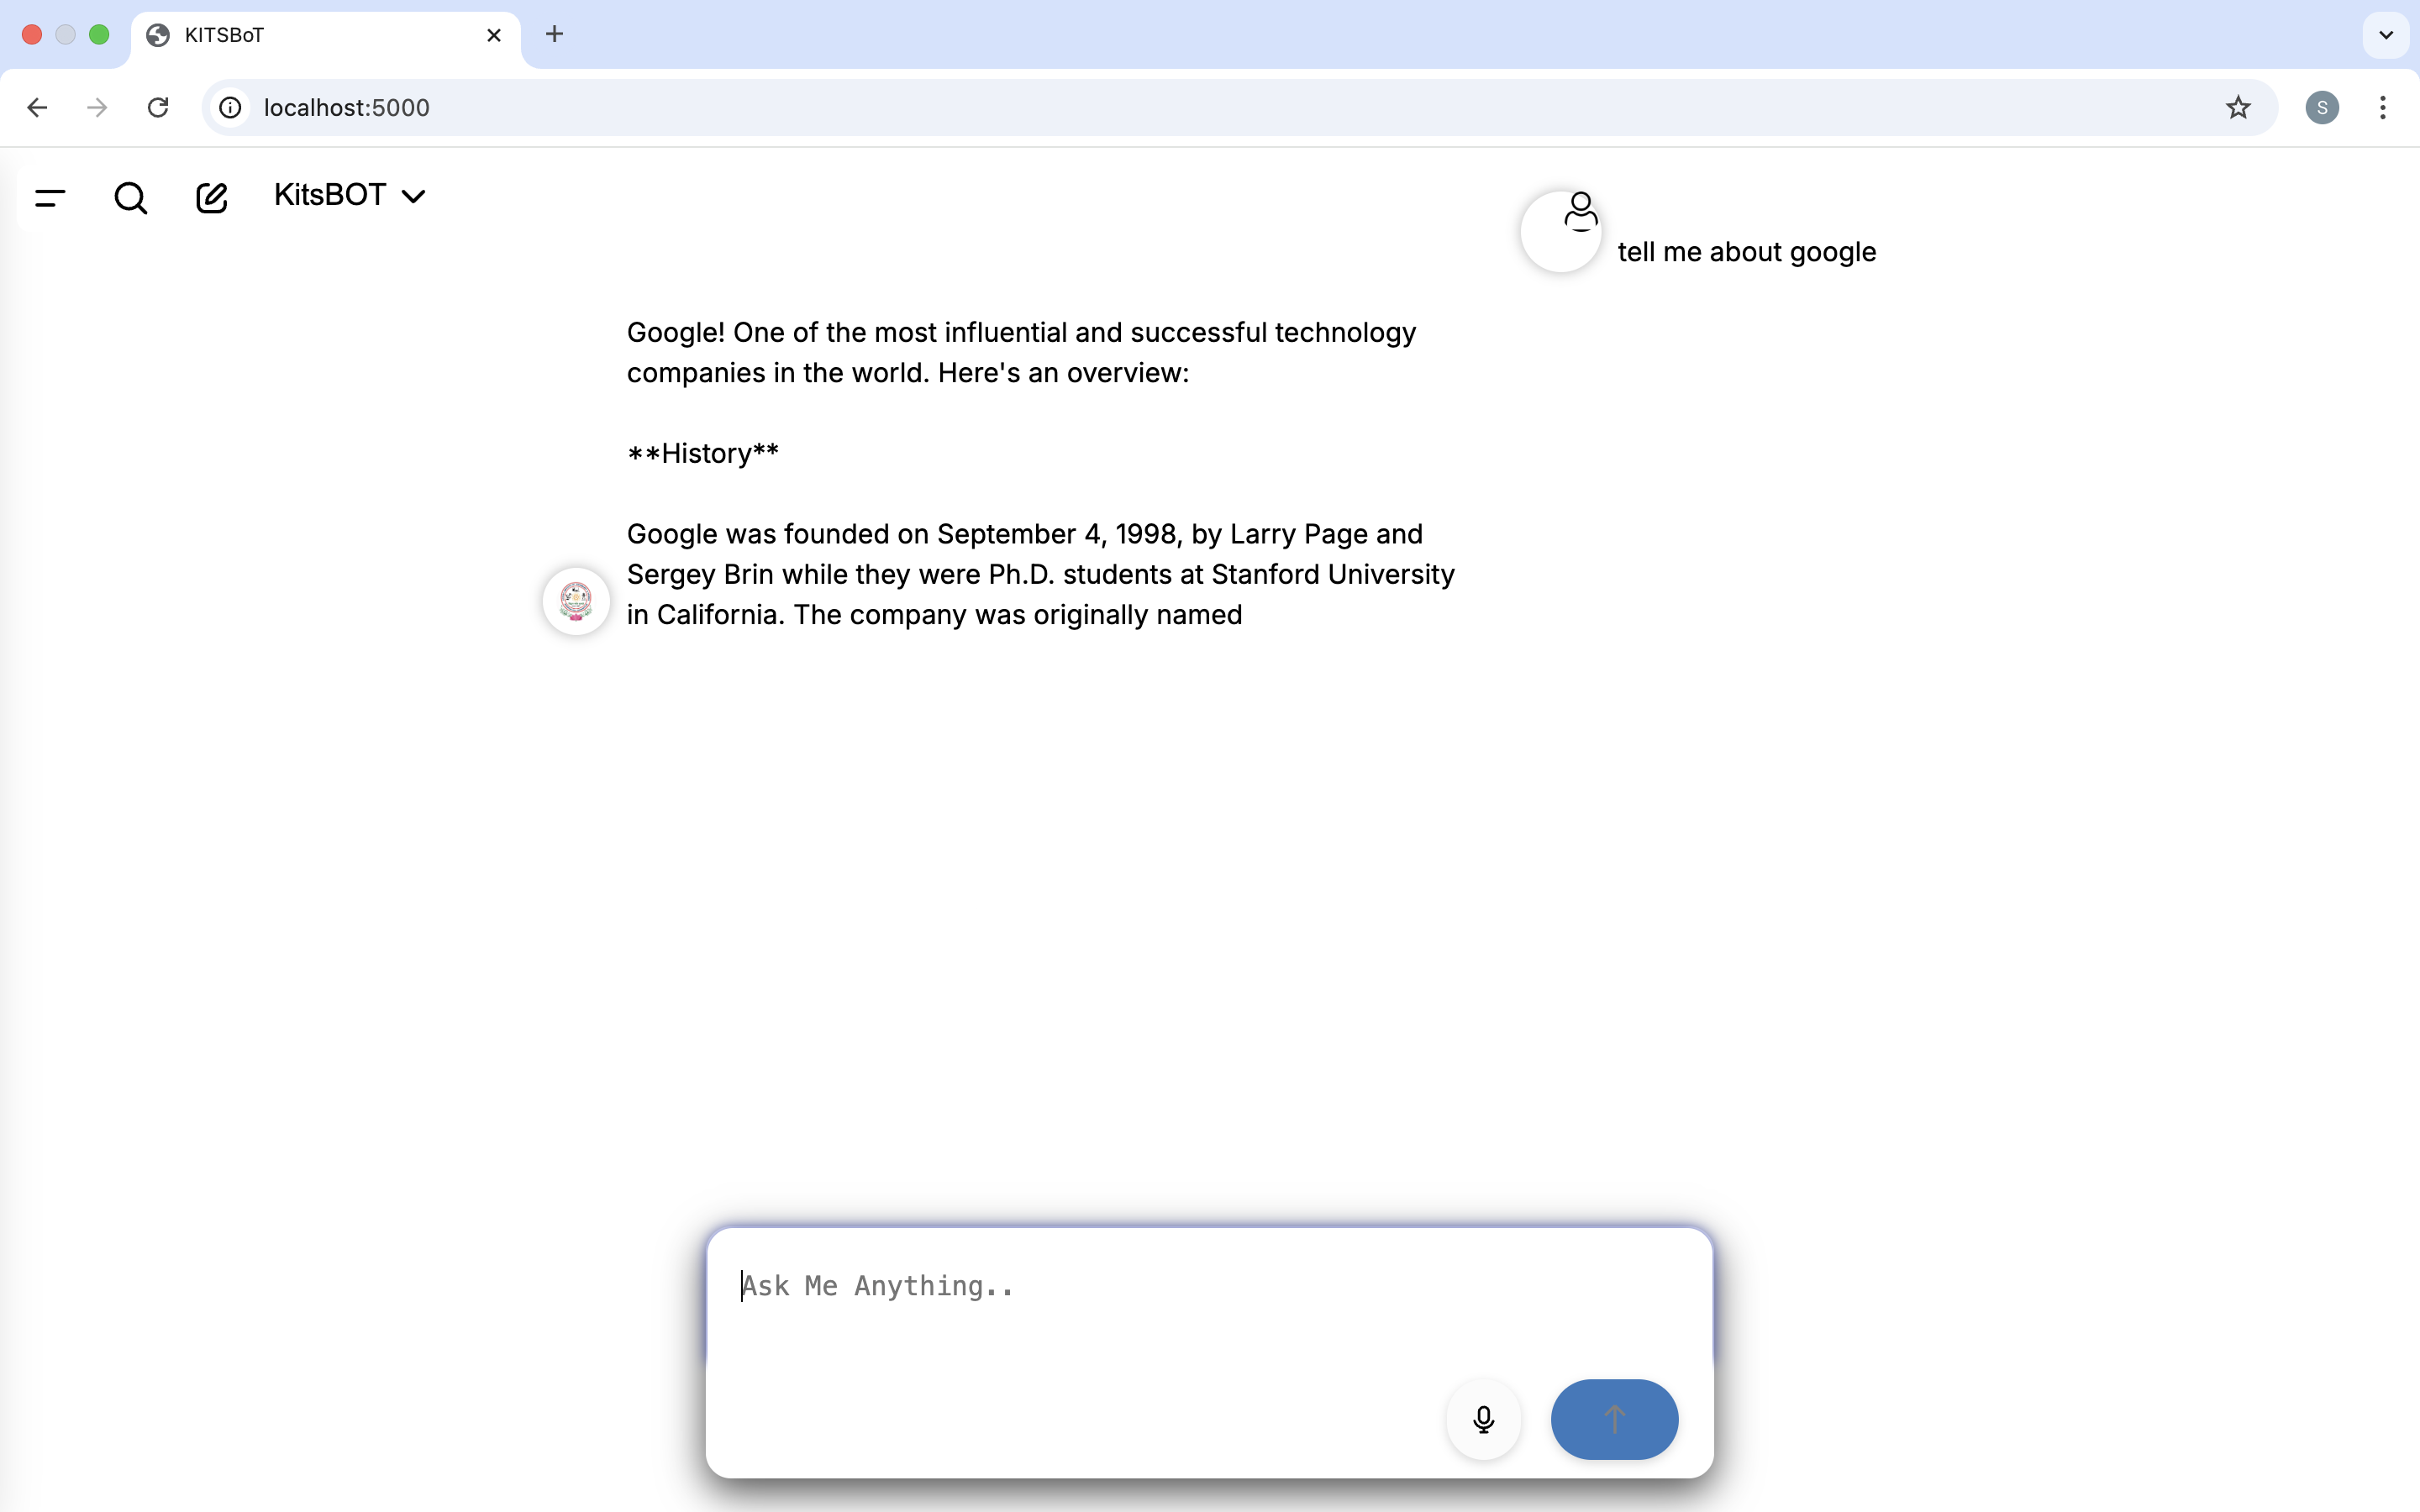 KITSBoT
localhost:5000
S
KitsBOT
tell me about google
Google! One of the most influential and successful technology
companies in the world. Here's an overview:
**History**
Google was founded on September 4, 1998, by Larry Page and
Sergey Brin while they were Ph.D. students at Stanford University
in California. The company was originally named
Ask Me Anything..